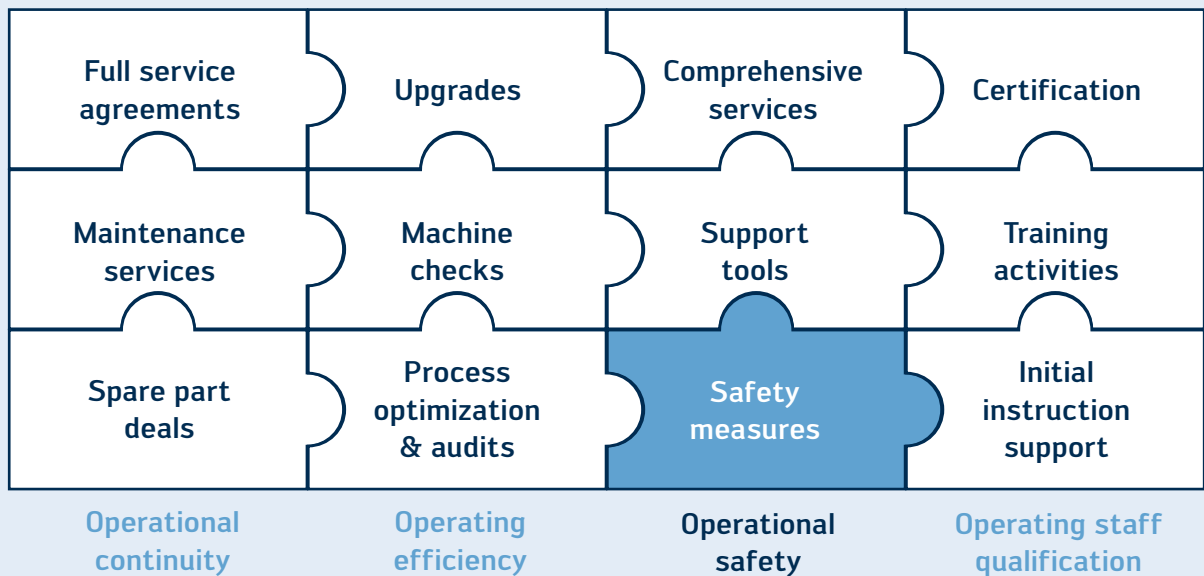 Full service
agreements
Upgrades
Comprehensive
services
Certification
Maintenance
services
Machine
checks
Support
tools
Training
activities
Spare part
deals
Process
optimization
& audits
Safety
measures
Initial
instruction
support
Operational
continuity
Operating
efficiency
Operational
safety
Operating staff
qualification